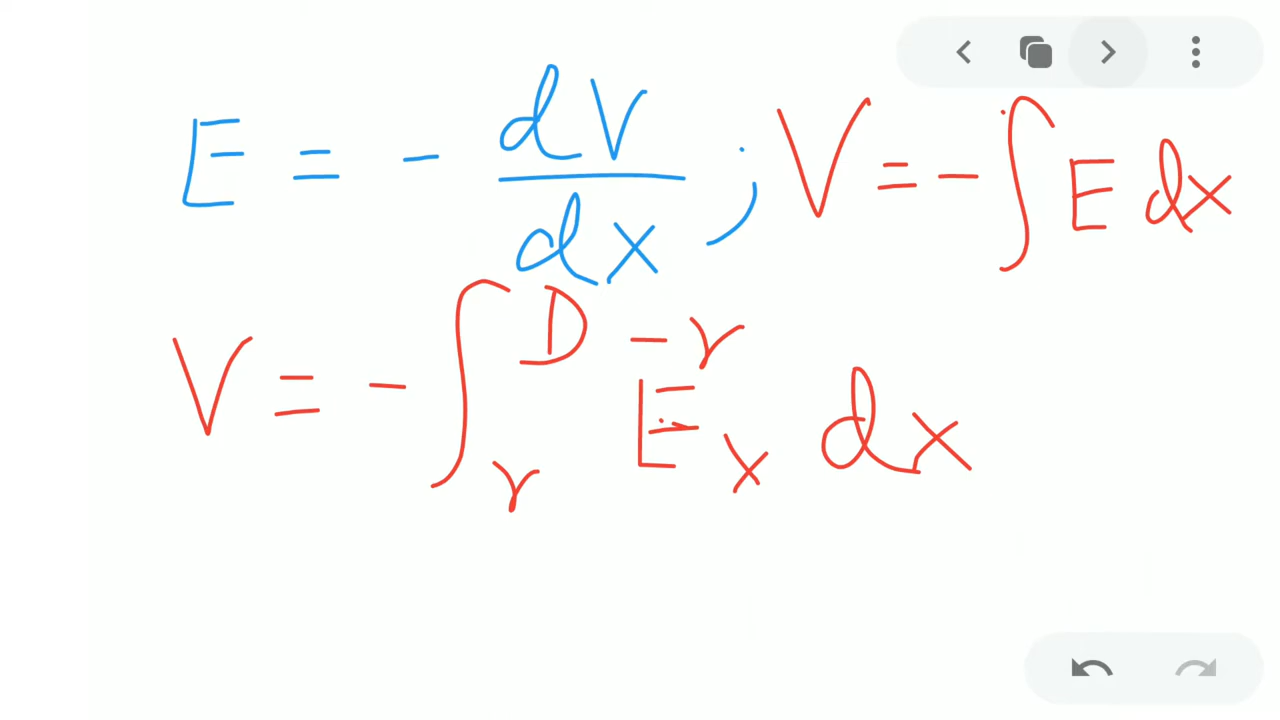 E = - dV/dx ; V = - ∫ E dx
V = - ∫_r^{D - r} E_x dx